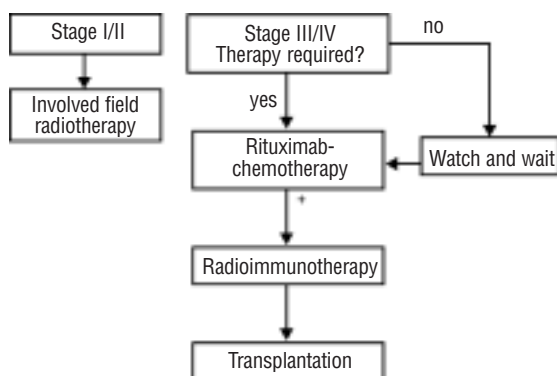 Stage I/II
Involved field
radiotherapy
Stage III/IV
Therapy required?
no
yes
Rituximab-
chemotherapy
Watch and wait
+
Radioimmunotherapy
Transplantation